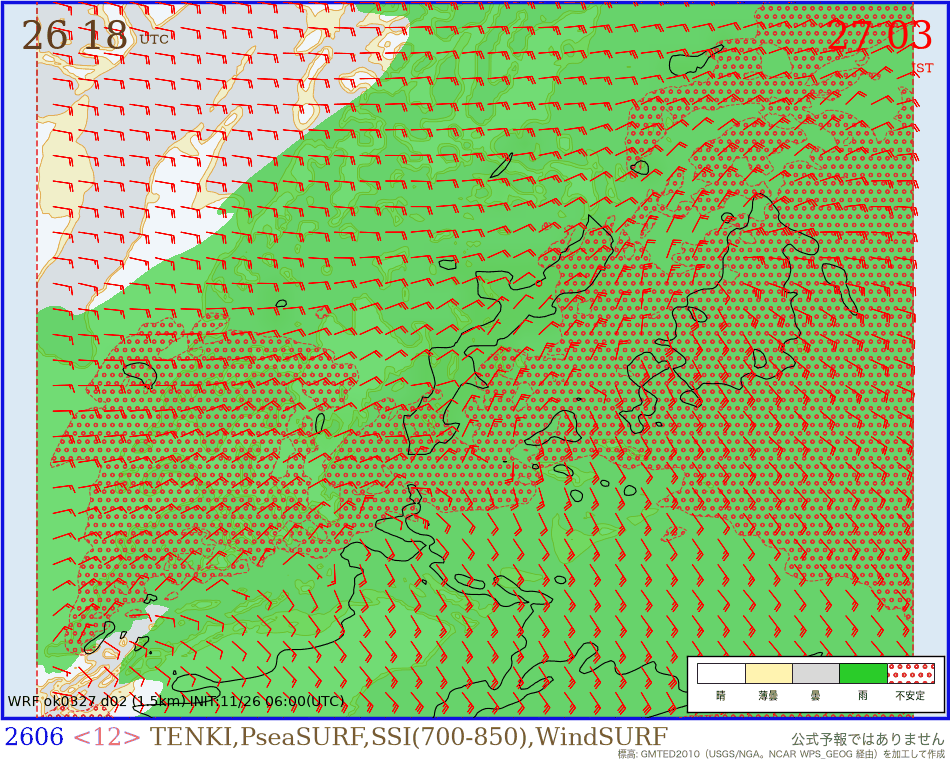 26 18 UTC
27 03
ST
晴 薄曇 曇 雨 不安定
WRF ok0327 d02 (1.5km) INIT:11/26 06:00(UTC)
2606 <12> TENKI,PseaSURF,SSI(700-850),WindSURF
公式予報ではありません
標高: GMTED2010（USGS/NGA。NCAR WPS_GEOG 経由）を加工して作成